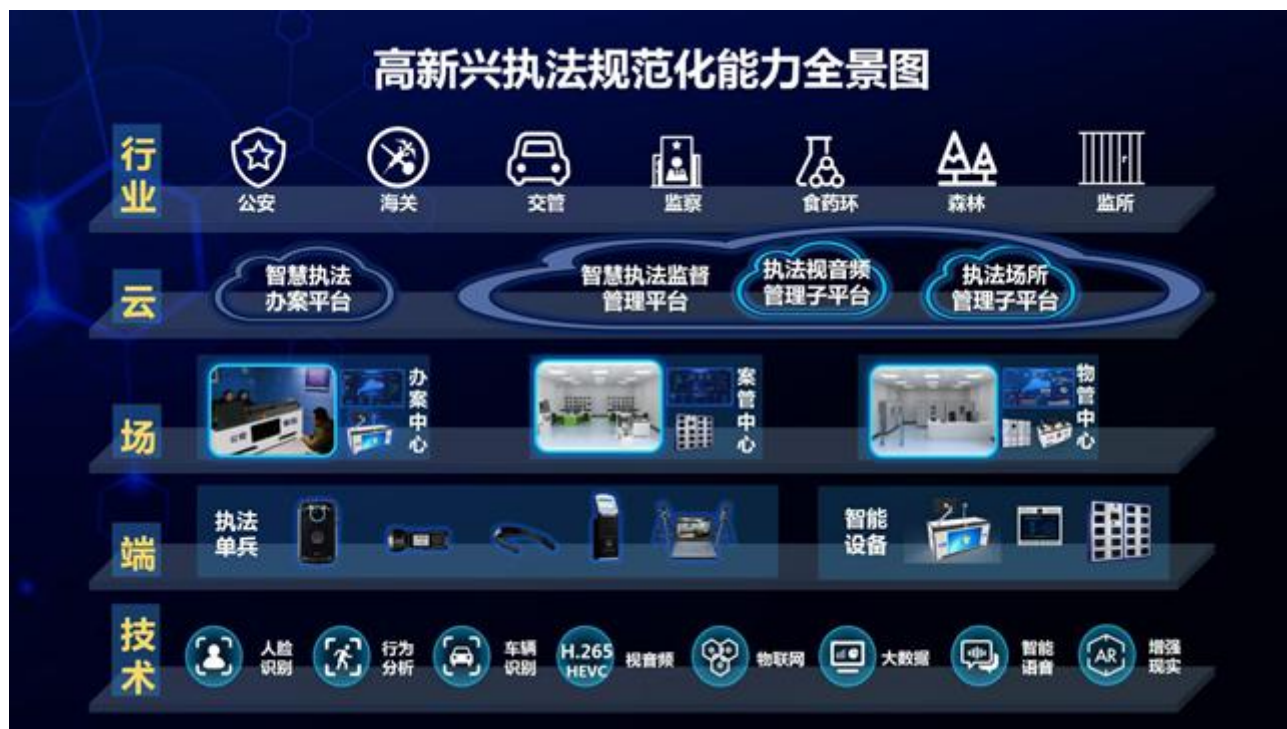 高新兴执法规范化能力全景图
行业
公安
海关
交管
监察
食药环
森林
监所
云
智慧执法
办案平台
智慧执法监督
管理平台
执法视音频
管理子平台
执法场所
管理子平台
场
办案中心
案管中心
物管中心
端
执法
单兵
智能
设备
技术
人脸
识别
行为
分析
车辆
识别
H.265
HEVC
视音频
物联网
大数据
智能
语音
AR
增强
现实